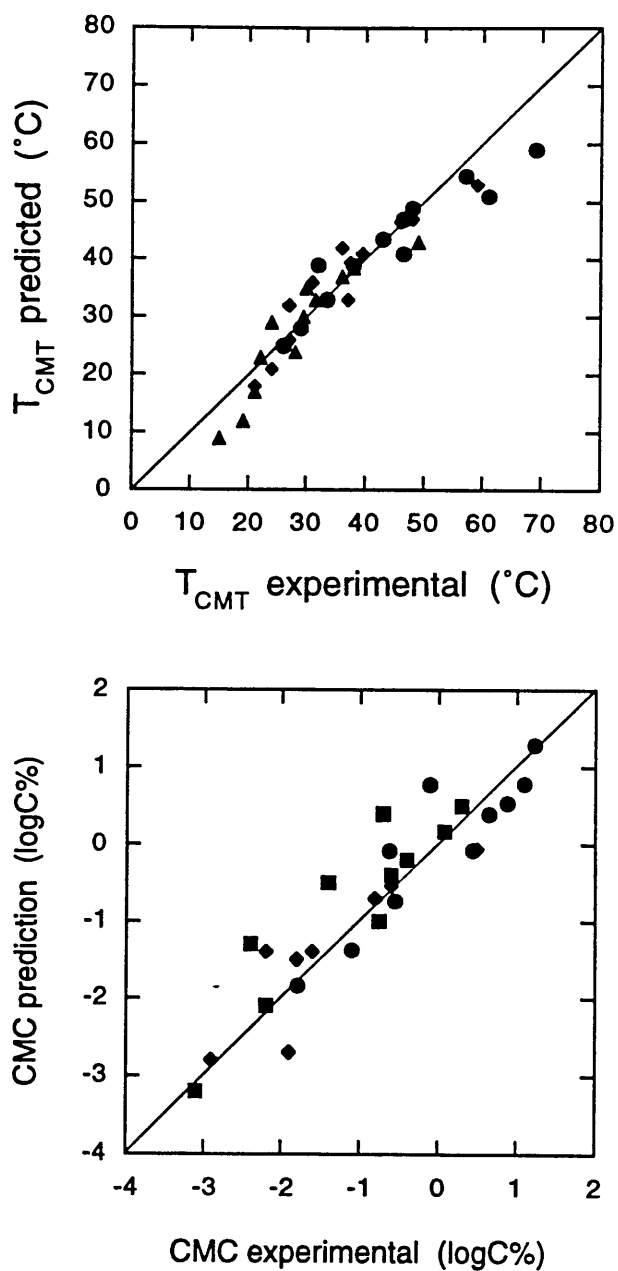 80
70
60
50
40
30
20
10
0
T_CMT predicted (°C)
0 10 20 30 40 50 60 70 80
T_CMT experimental (°C)
2
1
0
-1
-2
-3
-4
CMC prediction (logC%)
-4 -3 -2 -1 0 1 2
CMC experimental (logC%)